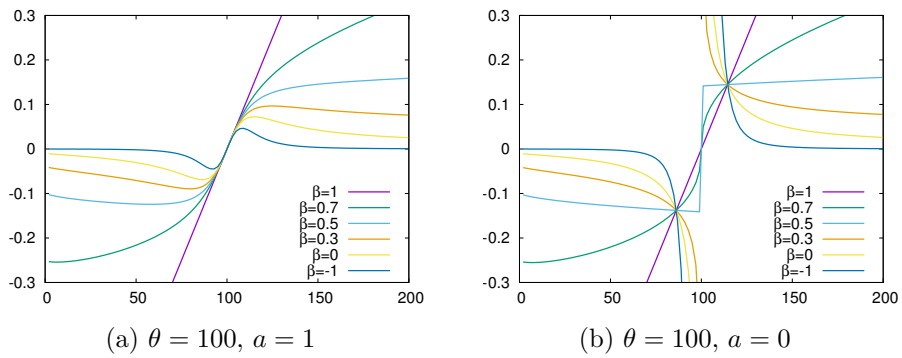 0.3
0.2
0.1
0
-0.1
-0.2
-0.3
0 50 100 150 200
β=1
β=0.7
β=0.5
β=0.3
β=0
β=-1
(a) θ = 100, a = 1
0.3
0.2
0.1
0
-0.1
-0.2
-0.3
0 50 100 150 200
β=1
β=0.7
β=0.5
β=0.3
β=0
β=-1
(b) θ = 100, a = 0